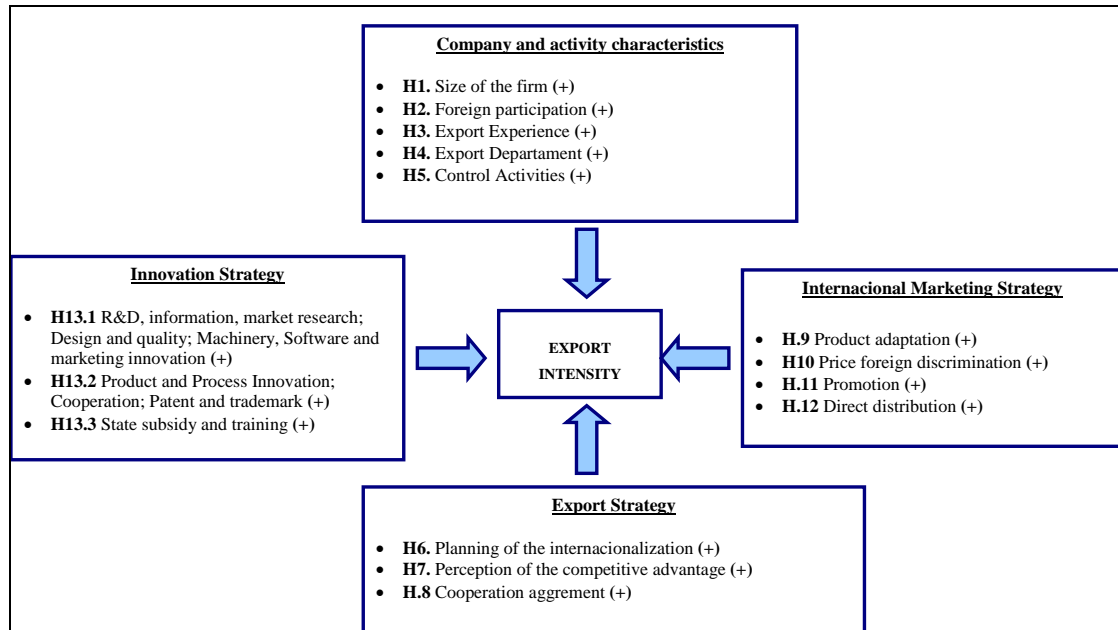 Company and activity characteristics
• H1. Size of the firm (+)
• H2. Foreign participation (+)
• H3. Export Experience (+)
• H4. Export Departament (+)
• H5. Control Activities (+)
Innovation Strategy
• H13.1 R&D, information, market research;
Design and quality; Machinery, Software and
marketing innovation (+)
• H13.2 Product and Process Innovation;
Cooperation; Patent and trademark (+)
• H13.3 State subsidy and training (+)
EXPORT
INTENSITY
Internacional Marketing Strategy
• H.9 Product adaptation (+)
• H10 Price foreign discrimination (+)
• H.11 Promotion (+)
• H.12 Direct distribution (+)
Export Strategy
• H6. Planning of the internacionalization (+)
• H7. Perception of the competitive advantage (+)
• H.8 Cooperation aggrement (+)